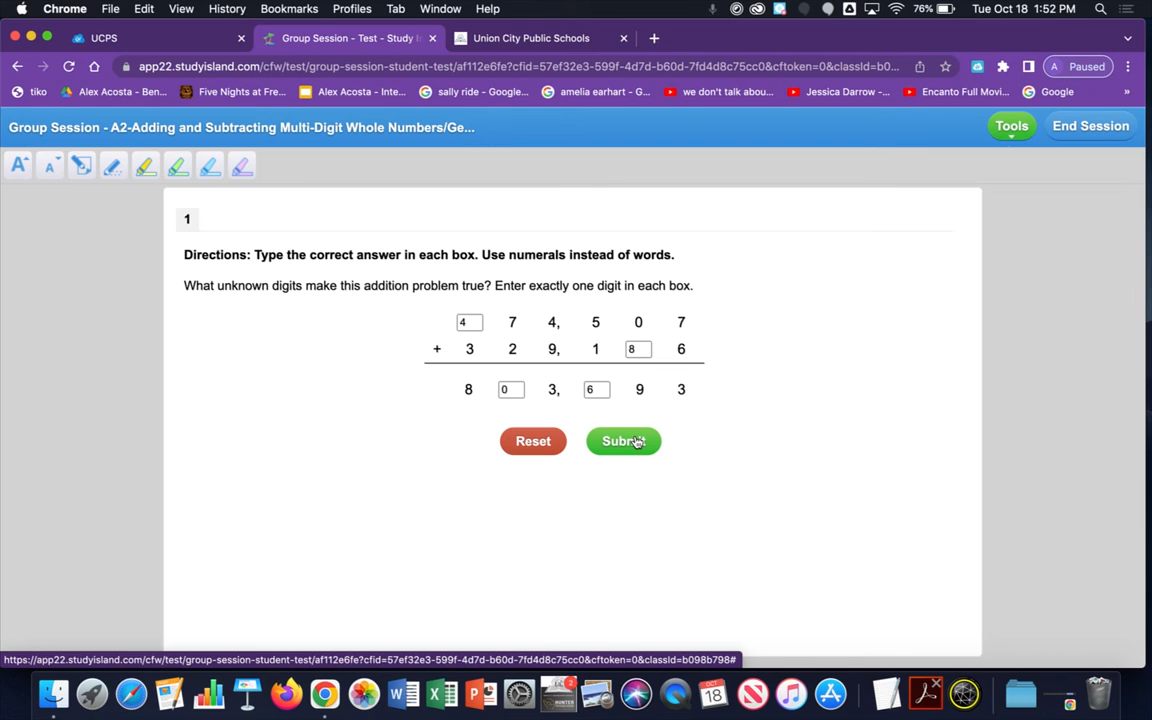 Chrome File Edit View History Bookmarks Profiles Tab Window Help 76% Tue Oct 18 1:52 PM
UCPS Group Session - Test - Study I Union City Public Schools
app22.studyisland.com/cfw/test/group-session-student-test/af112e6fe?cfid=57ef32e3-599f-4d7d-b60d-7fd4d8c75cc0&cftoken=0&classId=b0... A Paused
tiko Alex Acosta - Ben... Five Nights at Fre... Alex Acosta - Inte... sally ride - Google... amelia earhart - G... we don't talk abou... Jessica Darrow -... Encanto Full Movi... Google »
Group Session - A2-Adding and Subtracting Multi-Digit Whole Numbers/Ge... Tools End Session
A A
1
Directions: Type the correct answer in each box. Use numerals instead of words.
What unknown digits make this addition problem true? Enter exactly one digit in each box.
4 7 4, 5 0 7
+ 3 2 9, 1 8 6
8 0 3, 6 9 3
Reset Submit
https://app22.studyisland.com/cfw/test/group-session-student-test/af112e6fe?cfid=57ef32e3-599f-4d7d-b60d-7fd4d8c75cc0&cftoken=0&classId=b098b798#
OCT
18